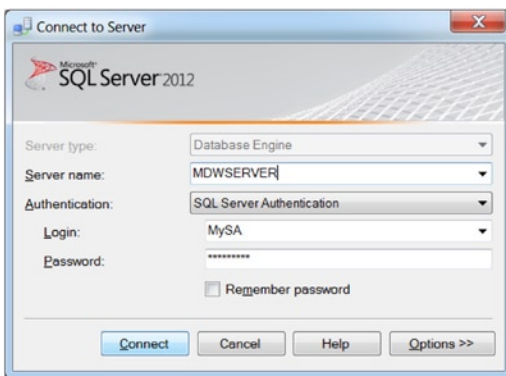 Connect to Server
Microsoft®
SQL Server 2012
Server type: Database Engine
Server name: MDWSERVER
Authentication: SQL Server Authentication
Login: MySA
Password: *********
Remember password
Connect Cancel Help Options >>